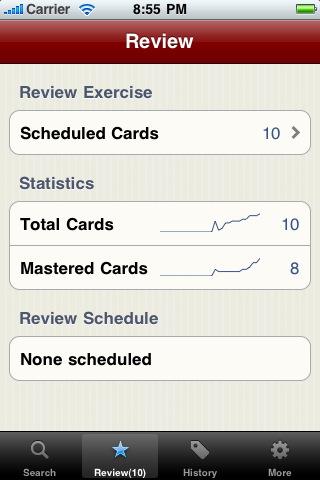 Carrier 8:55 PM
Review
Review Exercise
Scheduled Cards 10
Statistics
Total Cards 10
Mastered Cards 8
Review Schedule
None scheduled
Search Review(10) History More